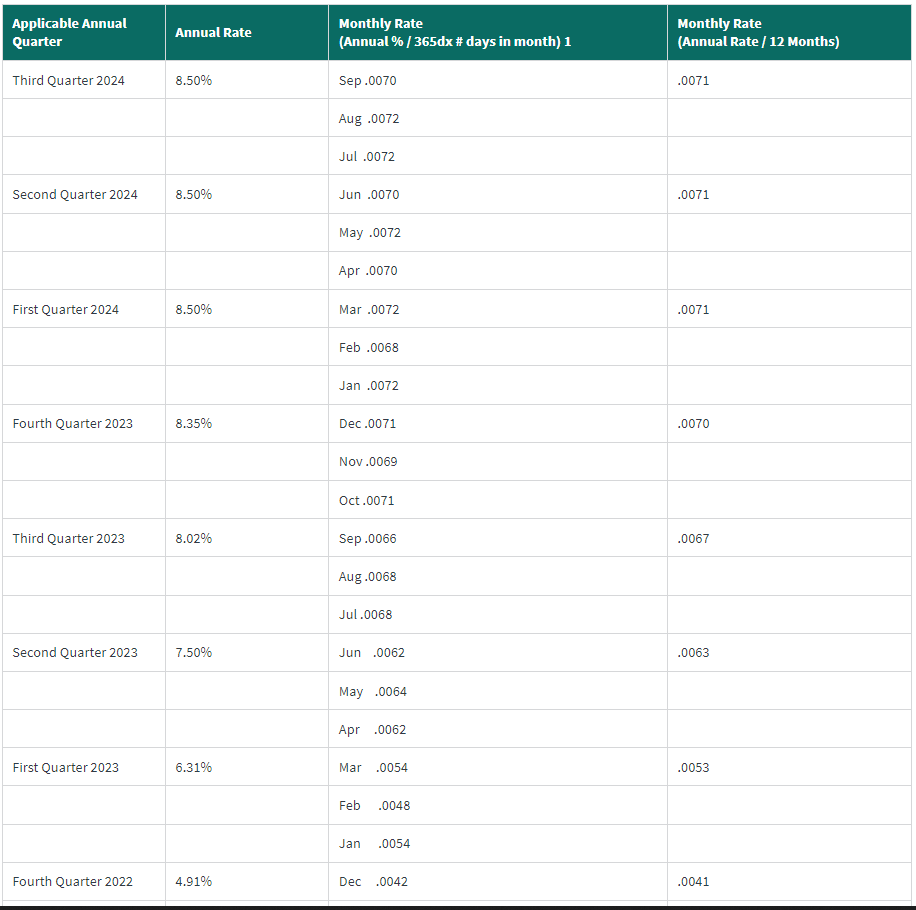 Applicable Annual Quarter Annual Rate Monthly Rate (Annual % / 365dx # days in month) 1 Monthly Rate (Annual Rate / 12 Months)
Third Quarter 2024 8.50% Sep .0070 .0071
Aug .0072
Jul .0072
Second Quarter 2024 8.50% Jun .0070 .0071
May .0072
Apr .0070
First Quarter 2024 8.50% Mar .0072 .0071
Feb .0068
Jan .0072
Fourth Quarter 2023 8.35% Dec .0071 .0070
Nov .0069
Oct .0071
Third Quarter 2023 8.02% Sep .0066 .0067
Aug .0068
Jul .0068
Second Quarter 2023 7.50% Jun .0062 .0063
May .0064
Apr .0062
First Quarter 2023 6.31% Mar .0054 .0053
Feb .0048
Jan .0054
Fourth Quarter 2022 4.91% Dec .0042 .0041